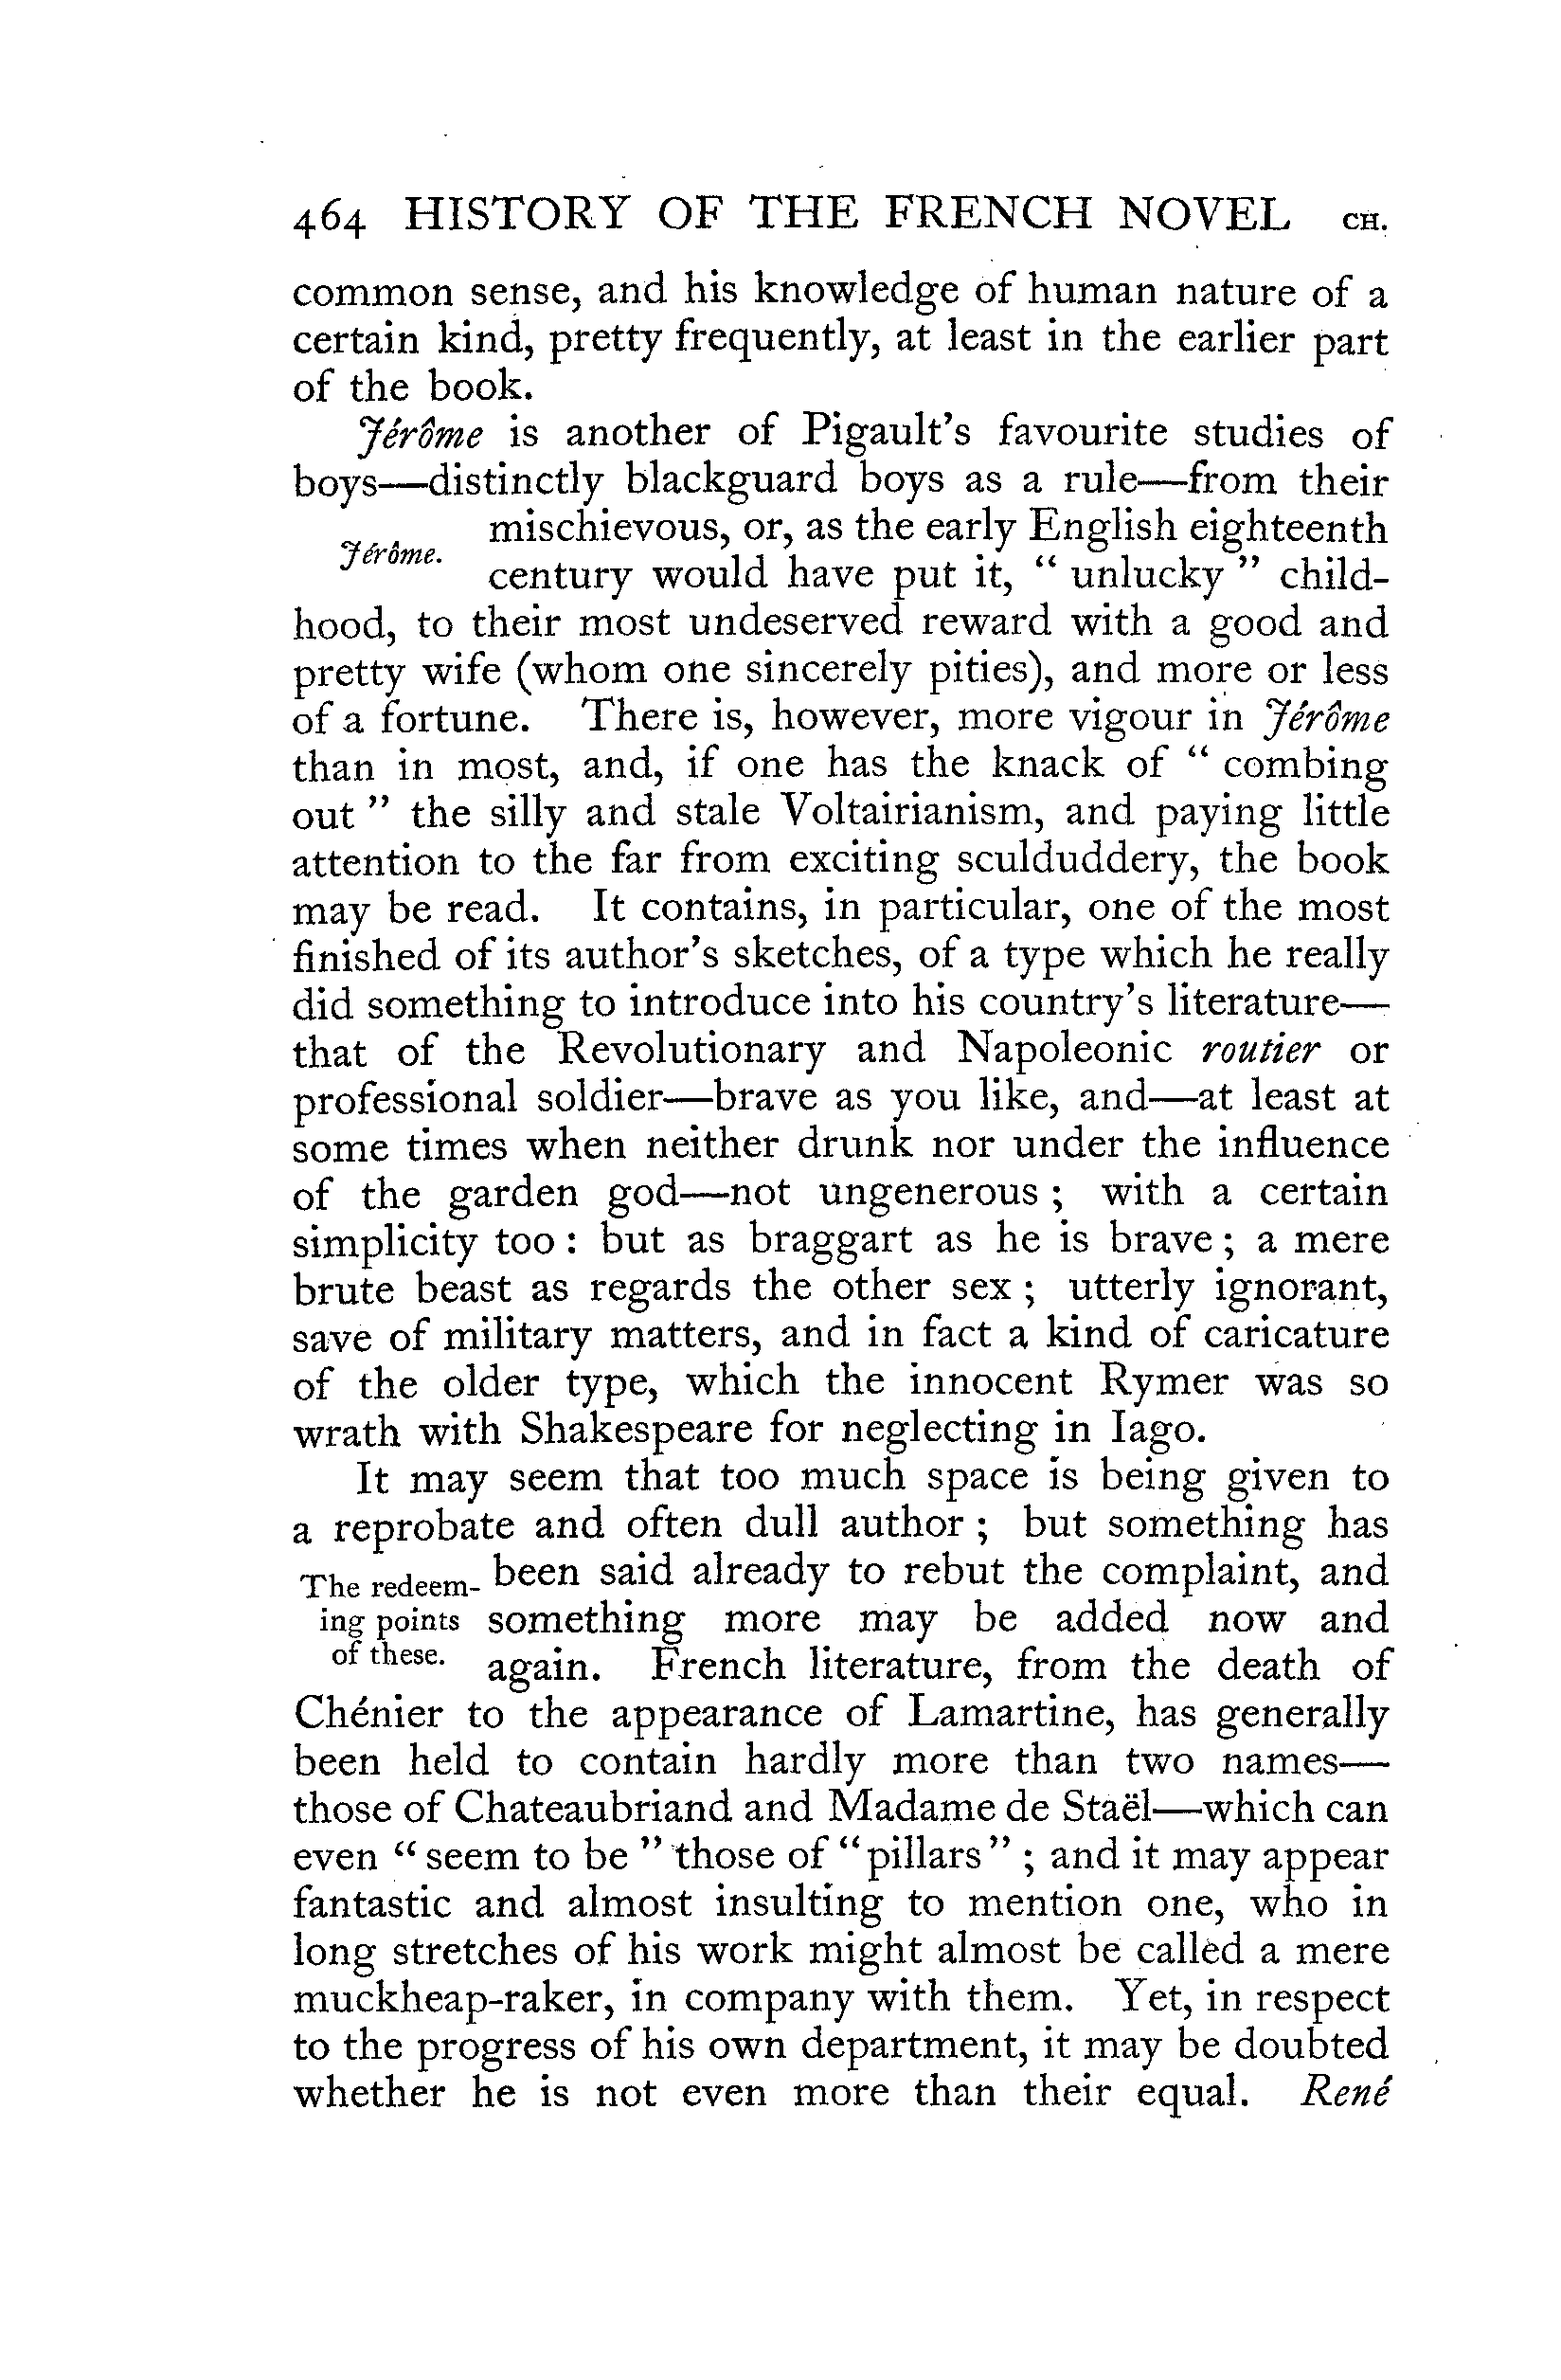 464 HISTORY OF THE FRENCH NOVEL CH.
common sense, and his knowledge of human nature of a
certain kind, pretty frequently, at least in the earlier part
of the book.
Jérôme is another of Pigault's favourite studies of
boys—distinctly blackguard boys as a rule—from their
mischievous, or, as the early English eighteenth
Jérôme.
century would have put it, " unlucky " child-
hood, to their most undeserved reward with a good and
pretty wife (whom one sincerely pities), and more or less
of a fortune. There is, however, more vigour in Jérôme
than in most, and, if one has the knack of " combing
out " the silly and stale Voltairianism, and paying little
attention to the far from exciting sculduddery, the book
may be read. It contains, in particular, one of the most
finished of its author's sketches, of a type which he really
did something to introduce into his country's literature—
that of the Revolutionary and Napoleonic routier or
professional soldier—brave as you like, and—at least at
some times when neither drunk nor under the influence
of the garden god—not ungenerous ; with a certain
simplicity too : but as braggart as he is brave ; a mere
brute beast as regards the other sex ; utterly ignorant,
save of military matters, and in fact a kind of caricature
of the older type, which the innocent Rymer was so
wrath with Shakespeare for neglecting in Iago.
It may seem that too much space is being given to
a reprobate and often dull author ; but something has
The redeem-
ing points
of these.
been said already to rebut the complaint, and
something more may be added now and
again. French literature, from the death of
Chénier to the appearance of Lamartine, has generally
been held to contain hardly more than two names—
those of Chateaubriand and Madame de Staël—which can
even " seem to be " those of " pillars " ; and it may appear
fantastic and almost insulting to mention one, who in
long stretches of his work might almost be called a mere
muckheap-raker, in company with them. Yet, in respect
to the progress of his own department, it may be doubted
whether he is not even more than their equal. René